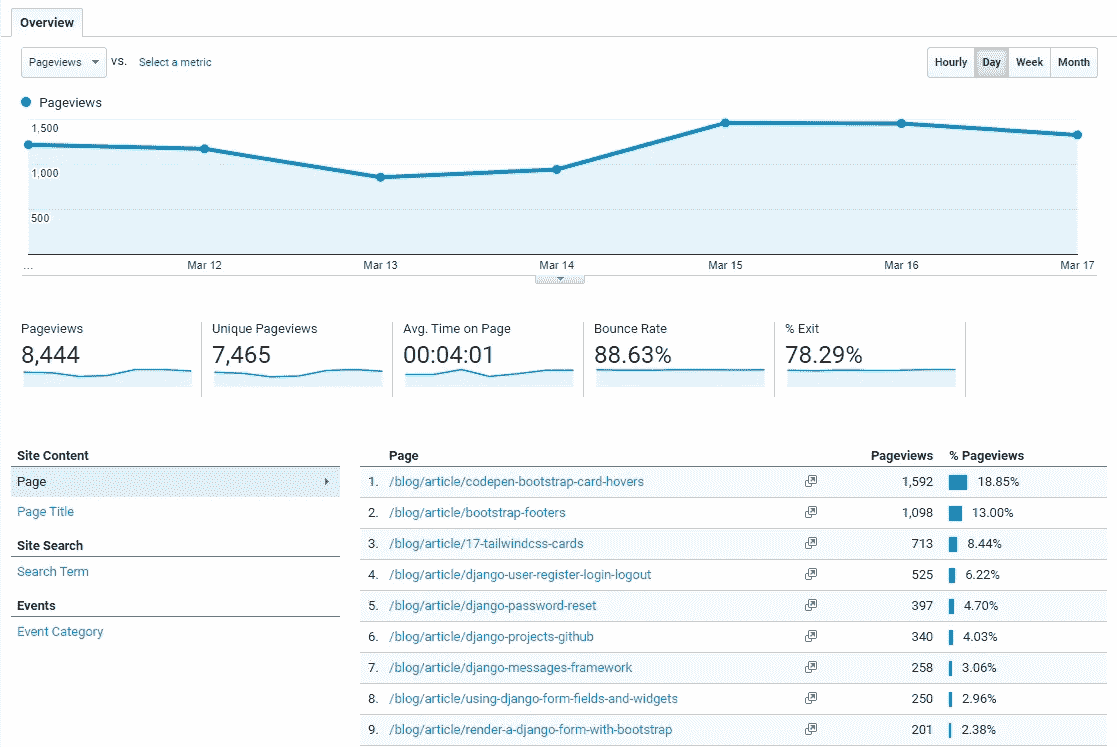 Overview
Pageviews VS. Select a metric Hourly Day Week Month
Pageviews
1,500
1,000
500
... Mar 12 Mar 13 Mar 14 Mar 15 Mar 16 Mar 17
Pageviews Unique Pageviews Avg. Time on Page Bounce Rate % Exit
8,444 7,465 00:04:01 88.63% 78.29%
Site Content
Page
Page Title
Site Search
Search Term
Events
Event Category
Page Pageviews % Pageviews
1. /blog/article/codepen-bootstrap-card-hovers 1,592 18.85%
2. /blog/article/bootstrap-footers 1,098 13.00%
3. /blog/article/17-tailwindcss-cards 713 8.44%
4. /blog/article/django-user-register-login-logout 525 6.22%
5. /blog/article/django-password-reset 397 4.70%
6. /blog/article/django-projects-github 340 4.03%
7. /blog/article/django-messages-framework 258 3.06%
8. /blog/article/using-django-form-fields-and-widgets 250 2.96%
9. /blog/article/render-a-django-form-with-bootstrap 201 2.38%